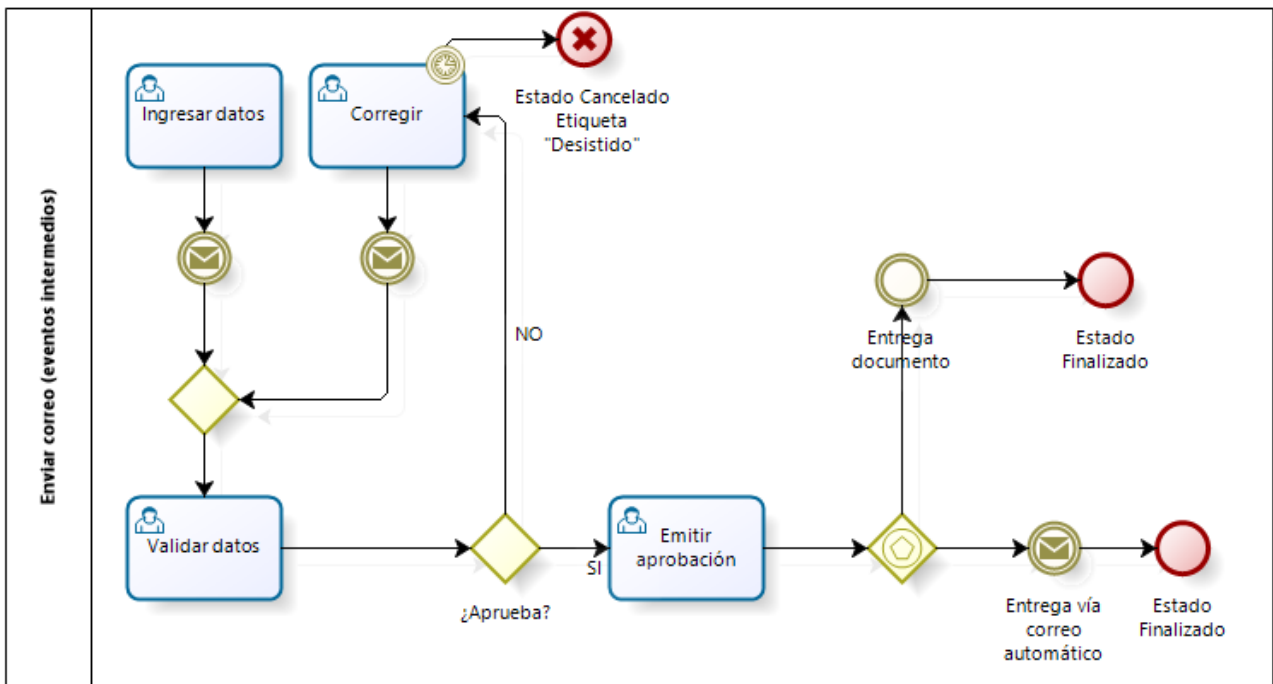 Enviar correo (eventos intermedios)
Ingresar datos
Corregir
Estado Cancelado
Etiqueta
"Desistido"
NO
Entrega
documento
Estado
Finalizado
Validar datos
¿Aprueba?
SI
Emitir
aprobación
Entrega vía
correo
automático
Estado
Finalizado